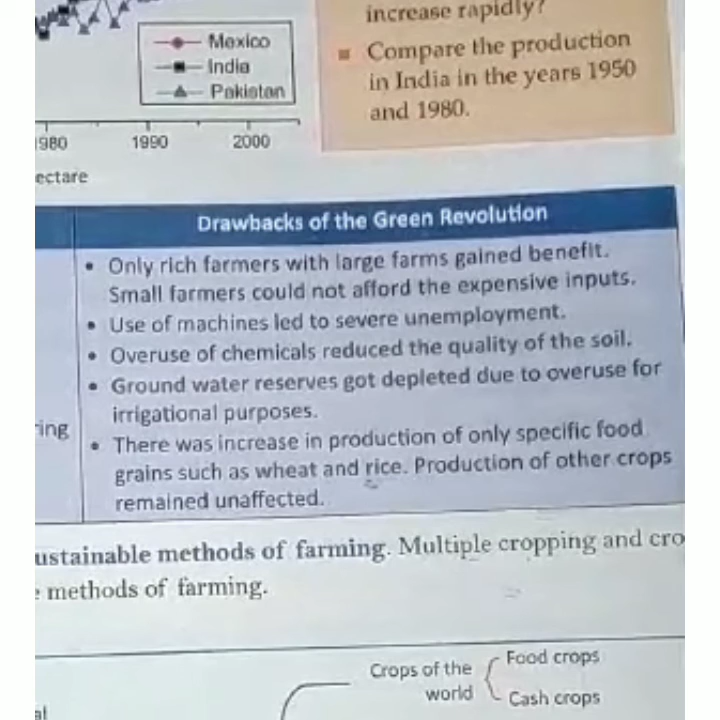 increase rapidly?
▪ Compare the production
in India in the years 1950
and 1980.
Mexico
India
Pakistan
1980 1990 2000
ectare
Drawbacks of the Green Revolution
• Only rich farmers with large farms gained benefit.
Small farmers could not afford the expensive inputs.
• Use of machines led to severe unemployment.
• Overuse of chemicals reduced the quality of the soil.
• Ground water reserves got depleted due to overuse for
irrigational purposes.
ring
• There was increase in production of only specific food
grains such as wheat and rice. Production of other crops
remained unaffected.
ustainable methods of farming. Multiple cropping and cro
methods of farming.
Crops of the
world
Food crops
Cash crops
al